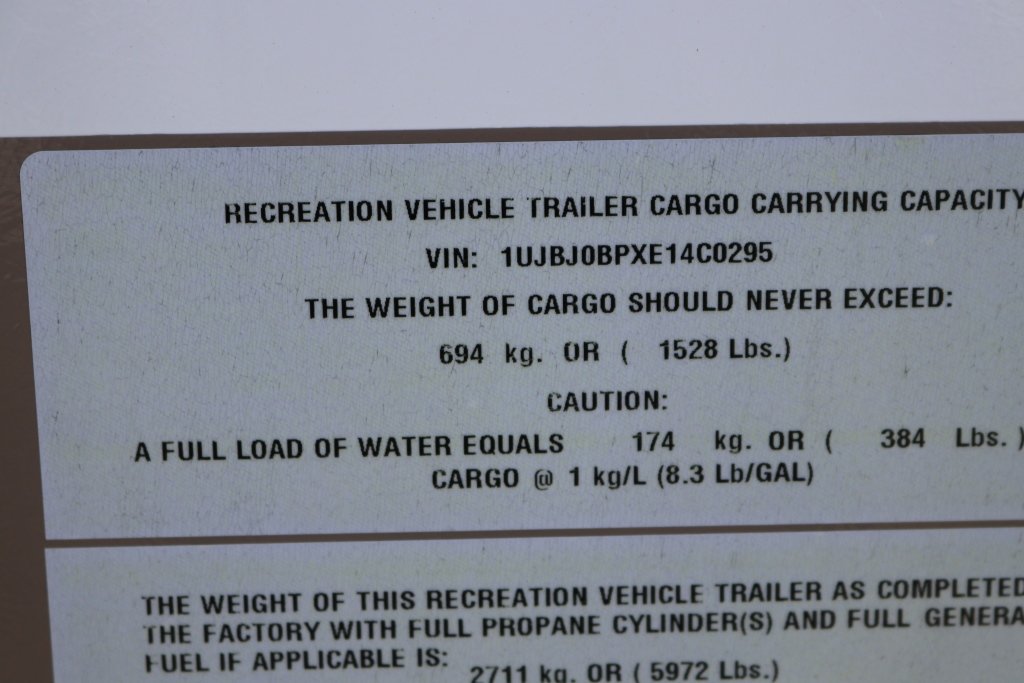 RECREATION VEHICLE TRAILER CARGO CARRYING CAPACITY
VIN: 1UJBJ0BPXE14C0295
THE WEIGHT OF CARGO SHOULD NEVER EXCEED:
694 kg. OR ( 1528 Lbs.)
CAUTION:
A FULL LOAD OF WATER EQUALS 174 kg. OR ( 384 Lbs. )
CARGO @ 1 kg/L (8.3 Lb/GAL)
THE WEIGHT OF THIS RECREATION VEHICLE TRAILER AS COMPLETED
THE FACTORY WITH FULL PROPANE CYLINDER(S) AND FULL GENERA
FUEL IF APPLICABLE IS: 2711 kg. OR ( 5972 Lbs.)